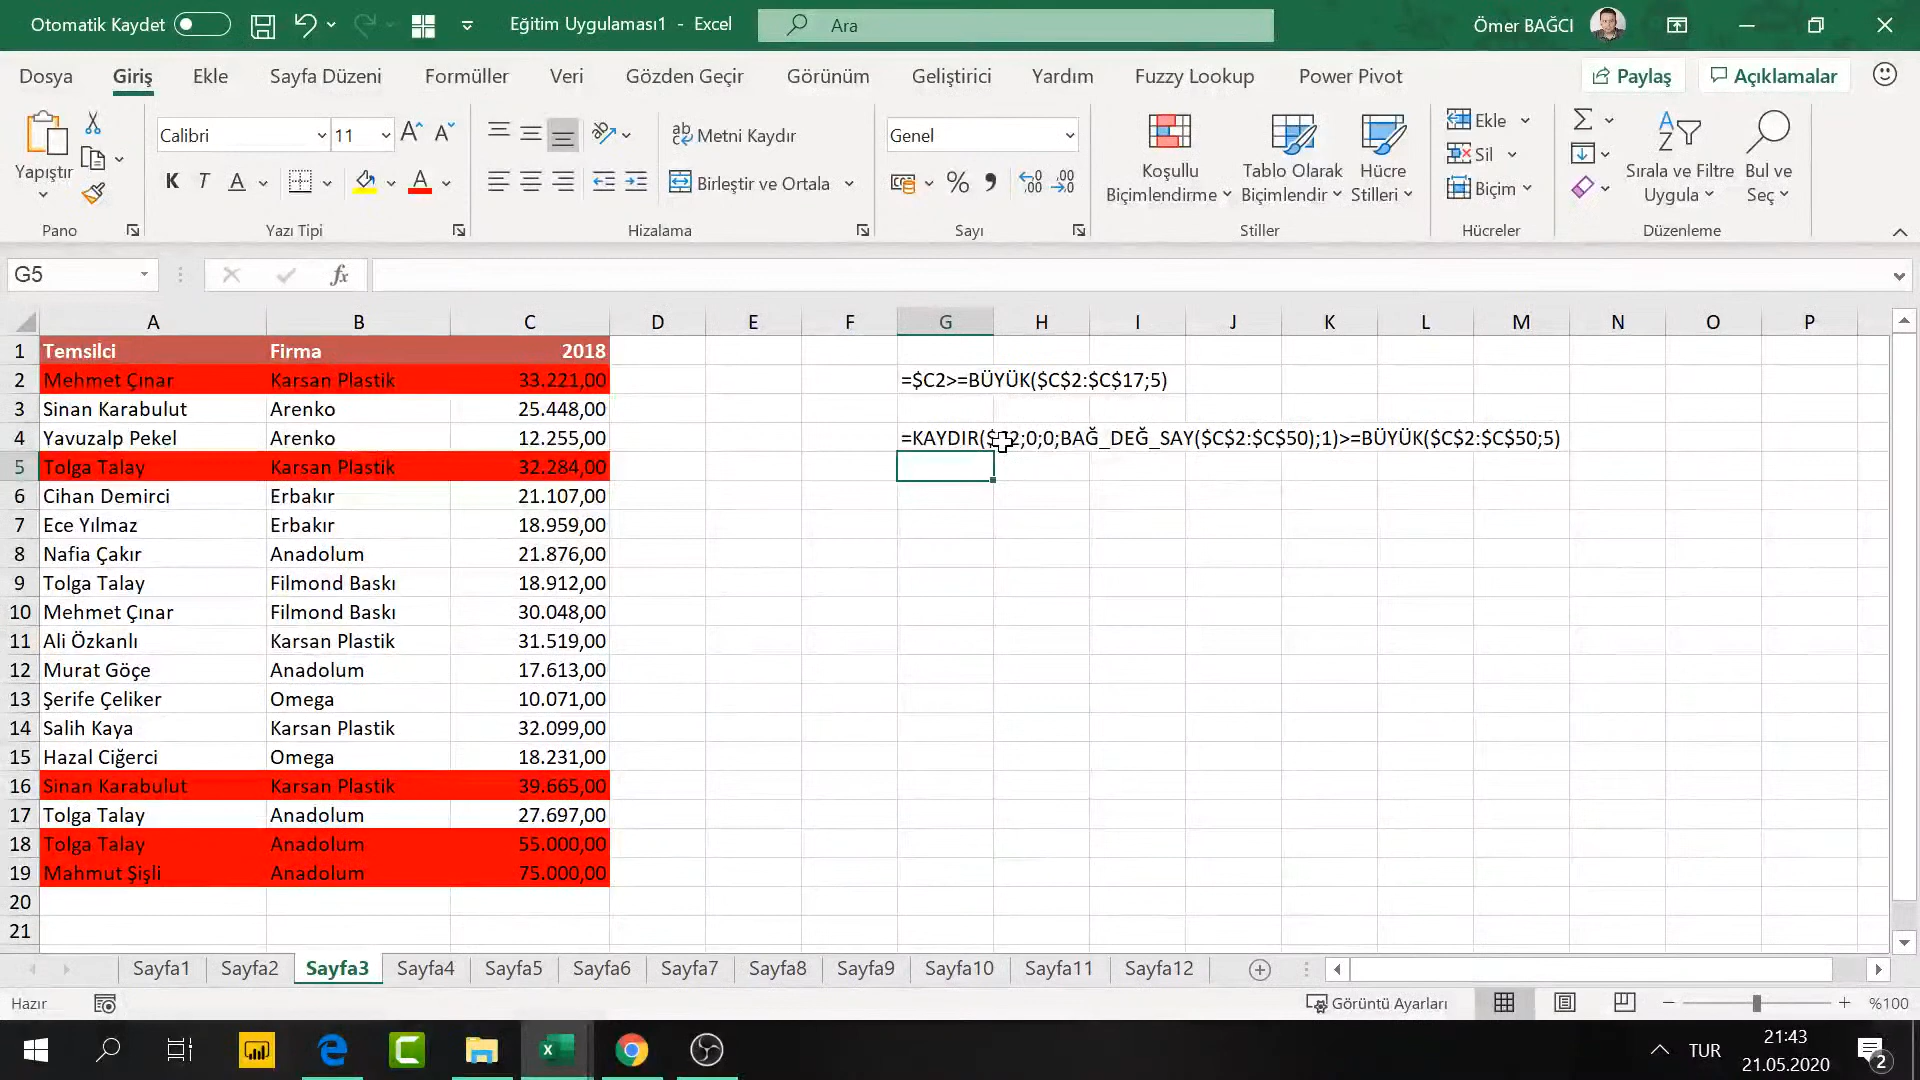 Otomatik Kaydet
Eğitim Uygulaması1 - Excel
Ara
Ömer BAĞCI
Dosya Giriş Ekle Sayfa Düzeni Formüller Veri Gözden Geçir Görünüm Geliştirici Yardım Fuzzy Lookup Power Pivot Paylaş Açıklamalar
Yapıştır
Pano
Calibri 11
K T A A
Yazı Tipi
Metni Kaydır
Birleştir ve Ortala
Hizalama
Genel
Sayı
Koşullu
Biçimlendirme
Tablo Olarak
Biçimlendir
Hücre
Stilleri
Stiller
Ekle
Sil
Biçim
Hücreler
Sırala ve Filtre
Uygula
Bul ve
Seç
Düzenleme
G5 fx
A B C D E F G H I J K L M N O P
1 Temsilci Firma 2018
2 Mehmet Çınar Karsan Plastik 33.221,00 =$C2>=BÜYÜK($C$2:$C$17;5)
3 Sinan Karabulut Arenko 25.448,00
4 Yavuzalp Pekel Arenko 12.255,00 =KAYDIR($ 2;0;0;BAĞ_DEĞ_SAY($C$2:$C$50);1)>=BÜYÜK($C$2:$C$50;5)
5 Tolga Talay Karsan Plastik 32.284,00
6 Cihan Demirci Erbakır 21.107,00
7 Ece Yılmaz Erbakır 18.959,00
8 Nafia Çakır Anadolum 21.876,00
9 Tolga Talay Filmond Baskı 18.912,00
10 Mehmet Çınar Filmond Baskı 30.048,00
11 Ali Özkanlı Karsan Plastik 31.519,00
12 Murat Göçe Anadolum 17.613,00
13 Şerife Çeliker Omega 10.071,00
14 Salih Kaya Karsan Plastik 32.099,00
15 Hazal Ciğerci Omega 18.231,00
16 Sinan Karabulut Karsan Plastik 39.665,00
17 Tolga Talay Anadolum 27.697,00
18 Tolga Talay Anadolum 55.000,00
19 Mahmut Şişli Anadolum 75.000,00
20
21
Sayfa1 Sayfa2 Sayfa3 Sayfa4 Sayfa5 Sayfa6 Sayfa7 Sayfa8 Sayfa9 Sayfa10 Sayfa11 Sayfa12
Hazır Görüntü Ayarları %100
TUR
21:43
21.05.2020
2